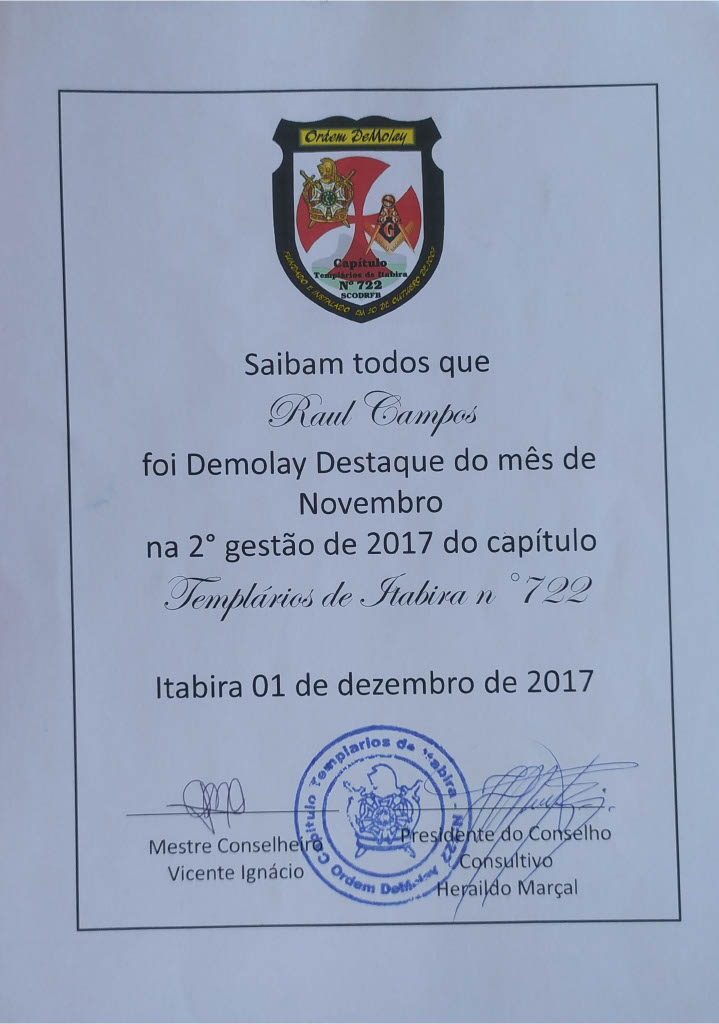 Ordem DeMolay
G
Capítulo
Templários de Itabira
Nº 722
SCODRFB
FUNDADO E INSTALADO EM 30 DE OUTUBRO DE
Saibam todos que
Raul Campos
foi Demolay Destaque do mês de
Novembro
na 2° gestão de 2017 do capítulo
Templários de Itabira n °722
Itabira 01 de dezembro de 2017
Capítulo Templarios de Itabira - Nº 722
Ordem DeMolay
Mestre Conselheiro
Vicente Ignácio
Presidente do Conselho
Consultivo
Heraildo Marçal